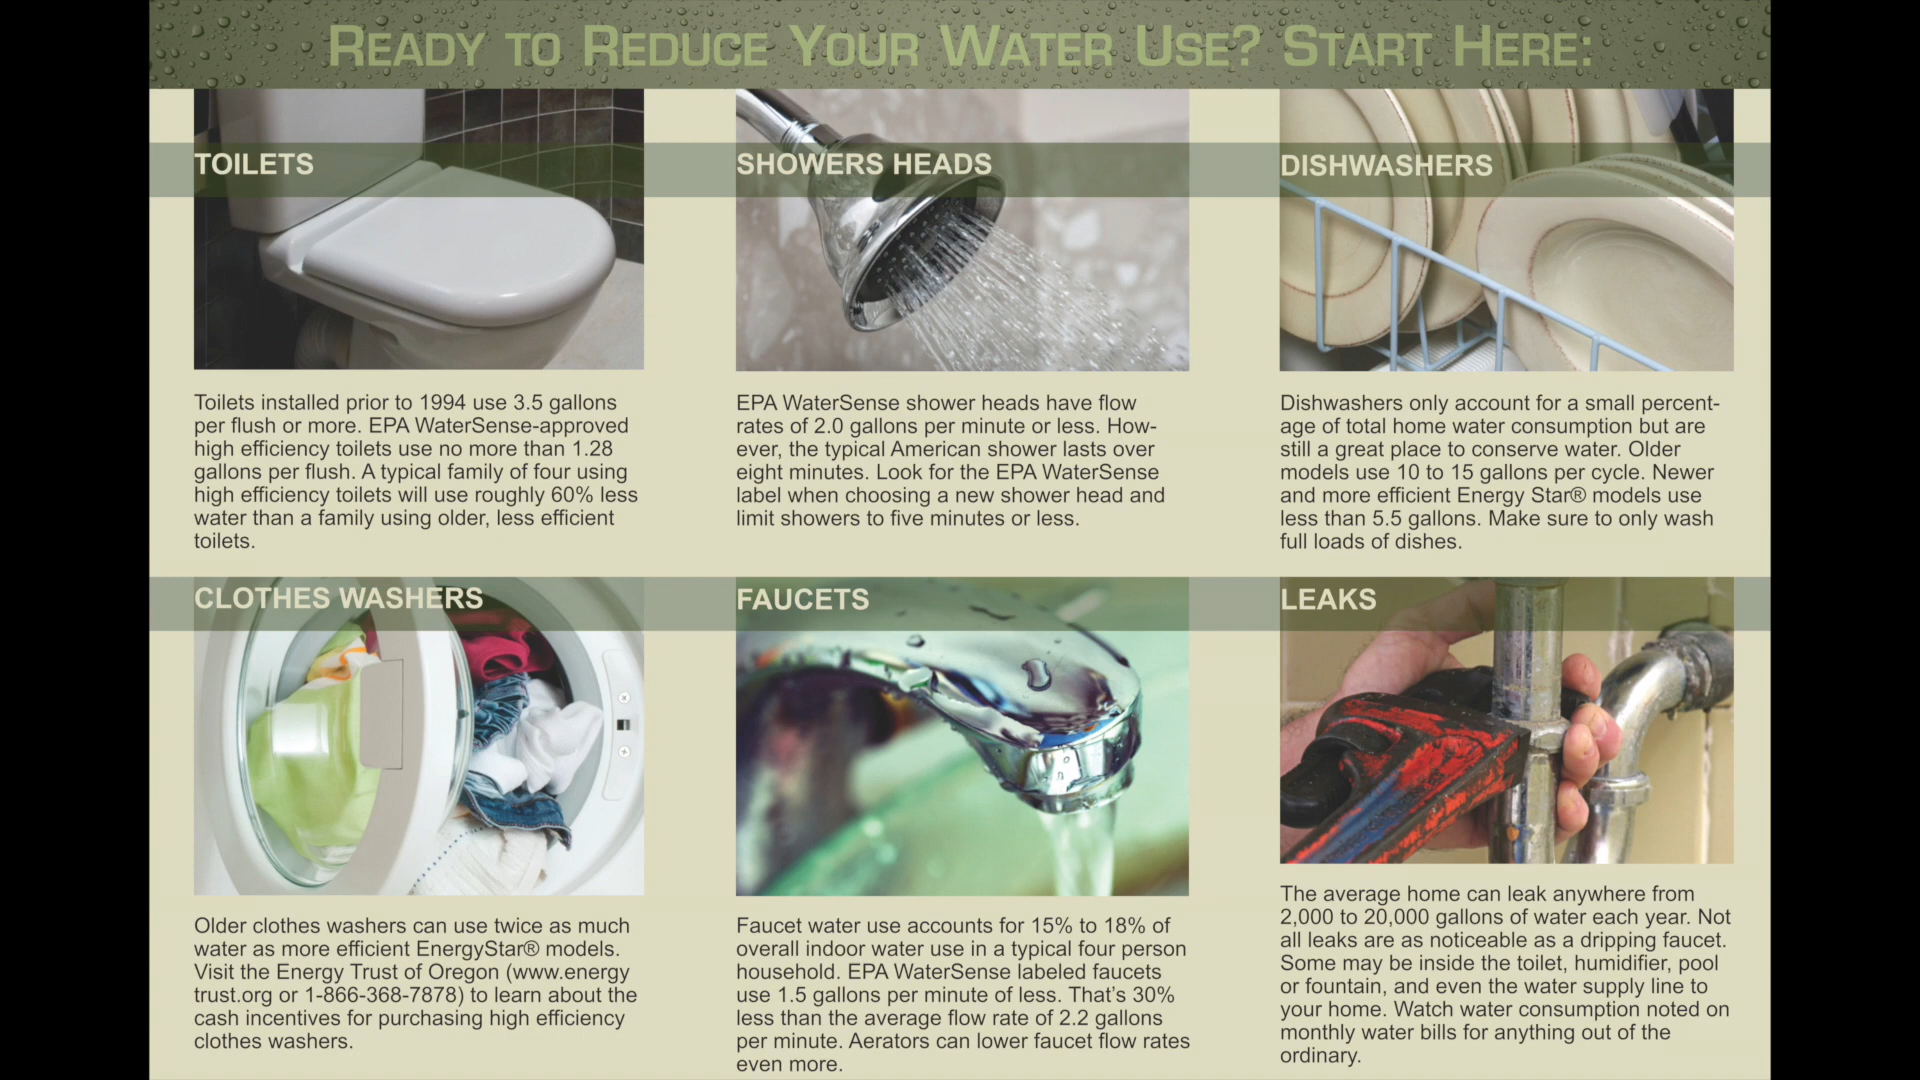 READY TO REDUCE YOUR WATER USE? START HERE:
TOILETS
Toilets installed prior to 1994 use 3.5 gallons
per flush or more. EPA WaterSense-approved
high efficiency toilets use no more than 1.28
gallons per flush. A typical family of four using
high efficiency toilets will use roughly 60% less
water than a family using older, less efficient
toilets.
SHOWERS HEADS
EPA WaterSense shower heads have flow
rates of 2.0 gallons per minute or less. How-
ever, the typical American shower lasts over
eight minutes. Look for the EPA WaterSense
label when choosing a new shower head and
limit showers to five minutes or less.
DISHWASHERS
Dishwashers only account for a small percent-
age of total home water consumption but are
still a great place to conserve water. Older
models use 10 to 15 gallons per cycle. Newer
and more efficient Energy Star® models use
less than 5.5 gallons. Make sure to only wash
full loads of dishes.
CLOTHES WASHERS
Older clothes washers can use twice as much
water as more efficient EnergyStar® models.
Visit the Energy Trust of Oregon (www.energy
trust.org or 1-866-368-7878) to learn about the
cash incentives for purchasing high efficiency
clothes washers.
FAUCETS
Faucet water use accounts for 15% to 18% of
overall indoor water use in a typical four person
household. EPA WaterSense labeled faucets
use 1.5 gallons per minute of less. That's 30%
less than the average flow rate of 2.2 gallons
per minute. Aerators can lower faucet flow rates
even more.
LEAKS
The average home can leak anywhere from
2,000 to 20,000 gallons of water each year. Not
all leaks are as noticeable as a dripping faucet.
Some may be inside the toilet, humidifier, pool
or fountain, and even the water supply line to
your home. Watch water consumption noted on
monthly water bills for anything out of the
ordinary.